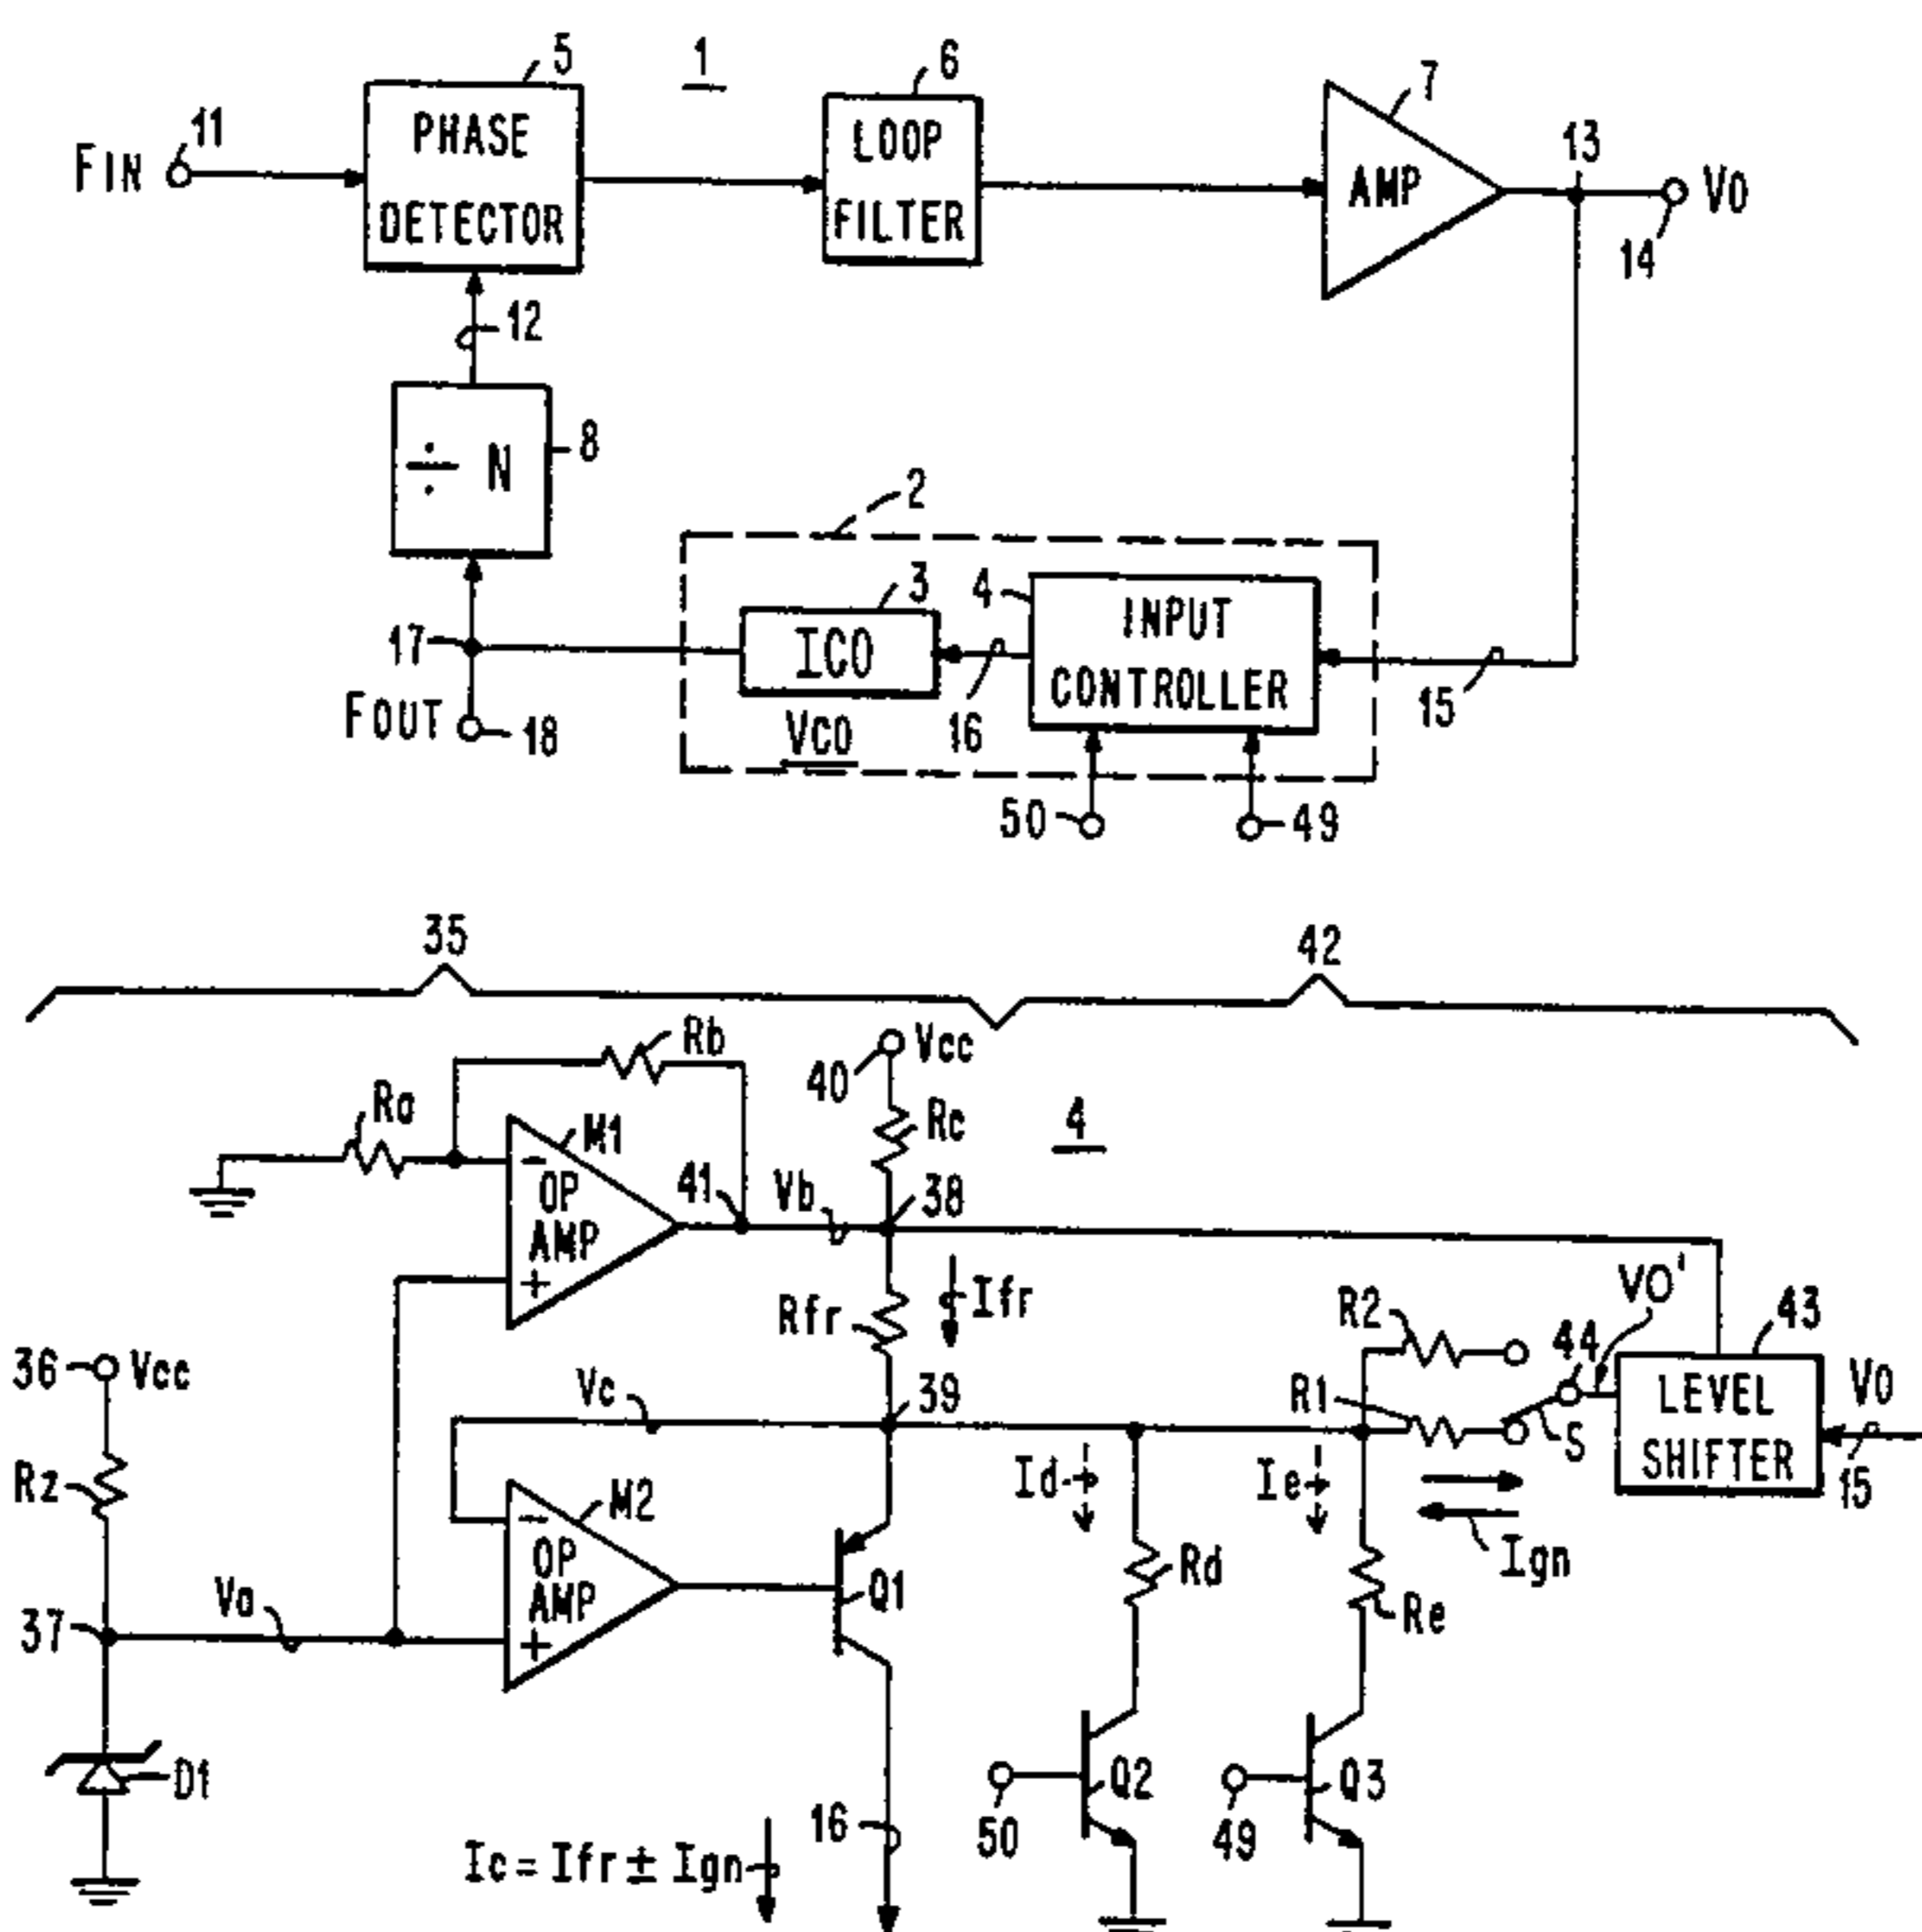 5
1
6
7
11
FIN
PHASE
DETECTOR
LOOP
FILTER
AMP
13
VO
14
12
÷ N
8
2
3
4
ICO
INPUT
CONTROLLER
17
FOUT
18
VCO
16
15
50
49
35
42
Rb
40
Vcc
Ra
M1
Rc
4
-
OP
AMP
+
41
Vb
38
Rfr
Ifr
R2
VO'
44
43
36
Vcc
Vc
39
R1
S
LEVEL
SHIFTER
VO
15
Rz
M2
Id
Ie
Ign
-
OP
AMP
+
Q1
Rd
Re
37
Va
D1
50
Q2
49
Q3
16
Ic = Ifr ± Ign